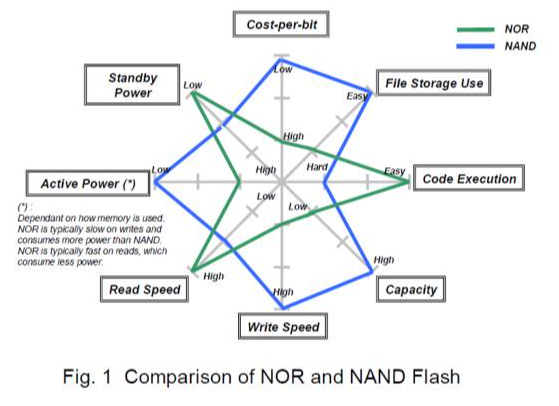 Cost-per-bit
NOR
NAND
Standby
Power
Low
Low
File Storage Use
Easy
High
Low
High
Hard
Easy
Active Power (*)
Code Execution
Low
Low
(*) :
Dependant on how memory is used.
NOR is typically slow on writes and
consumes more power than NAND.
NOR is typically fast on reads, which
consume less power.
High
Read Speed
High
High
Capacity
Write Speed
Fig. 1 Comparison of NOR and NAND Flash